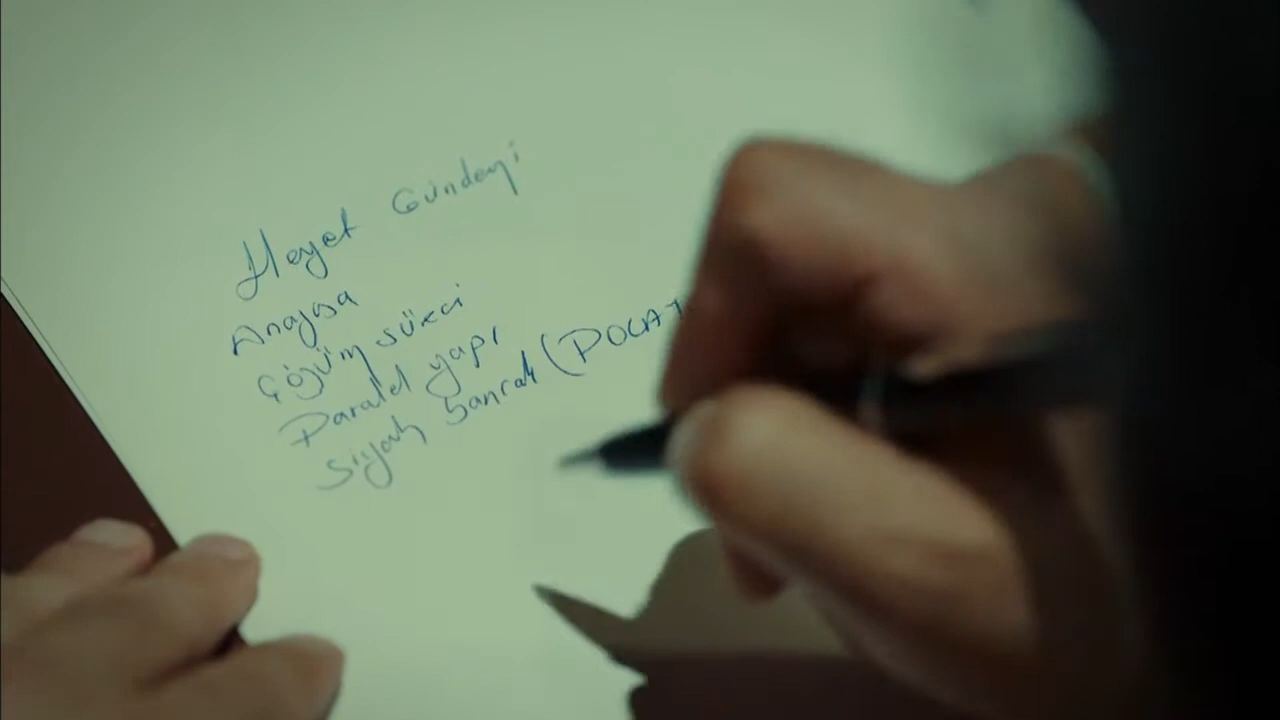 Heyet Gündemi
Anayasa
Çözüm süreci
Paralel yapı
Siyah Sancak (POLAT